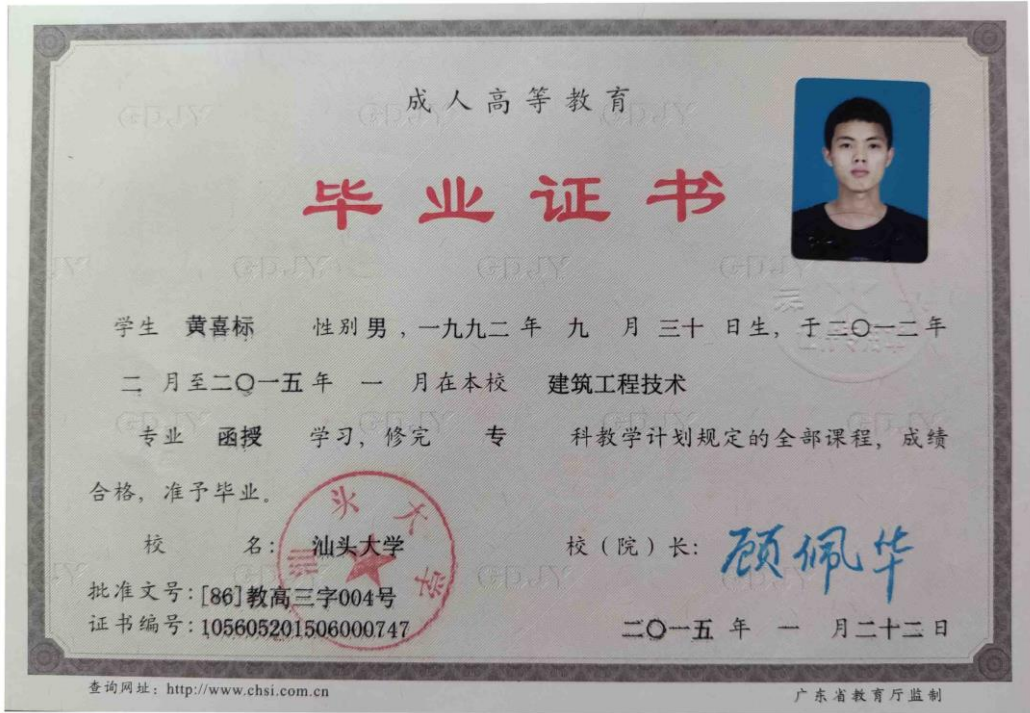 成人高等教育
毕业证书
学生 黄喜标 性别男，一九九二年 九 月 三十 日生，于二〇一二年
二 月至二〇一五年 一 月在本校 建筑工程技术
专业 函授 学习，修完 专 科教学计划规定的全部课程，成绩
合格，准予毕业。
校 名：汕头大学 校（院）长：顾佩华
汕头大学
批准文号：[86]教高三字004号
证书编号：105605201506000747 二〇一五 年 一 月二十二日
查询网址：http://www.chsi.com.cn 广东省教育厅监制
GDJY